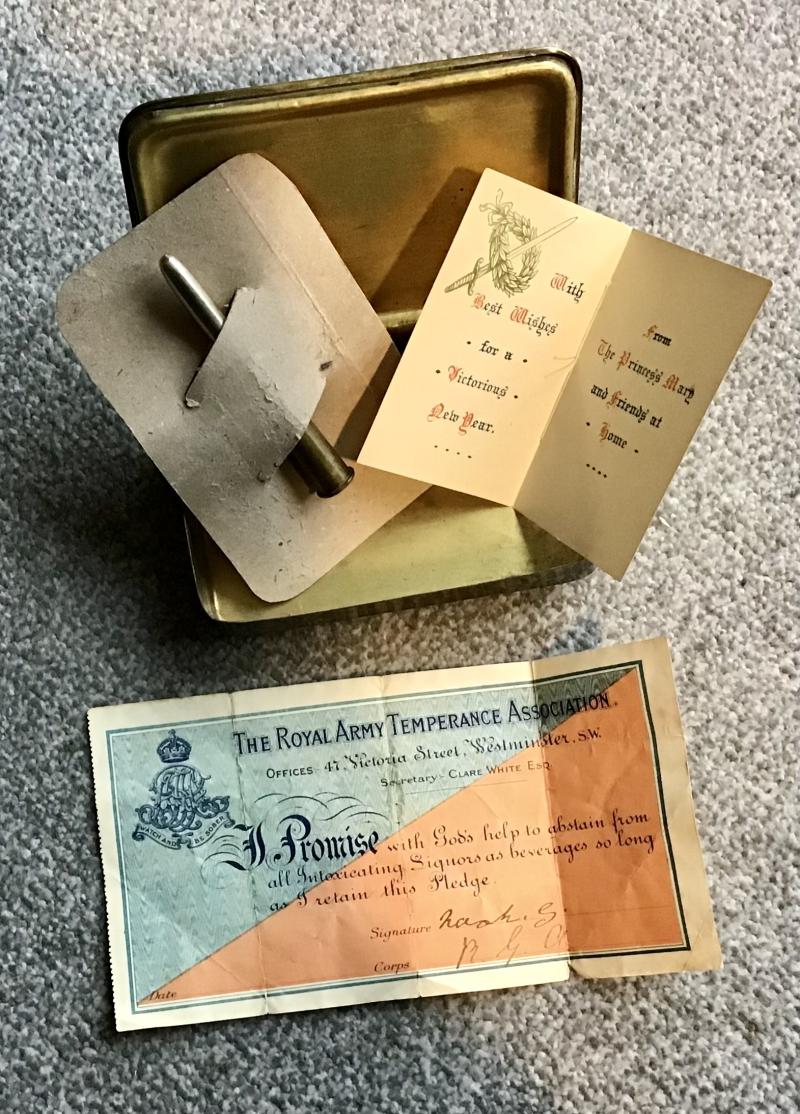 With
Best Wishes
· for a ·
· Victorious ·
New Year.
· · · ·
From
The Princess Mary
and Friends at
· Home ·
· · · ·
THE ROYAL ARMY TEMPERANCE ASSOCIATION.
OFFICES- 47, Victoria Street, Westminster, S.W.
Secretary:- CLARE WHITE ESQ.
WATCH AND BE SOBER
I Promise with God's help to abstain from
all Intoxicating Liquors as beverages so long
as I retain this Pledge.
Signature Nash. G.
Corps R G A
Date